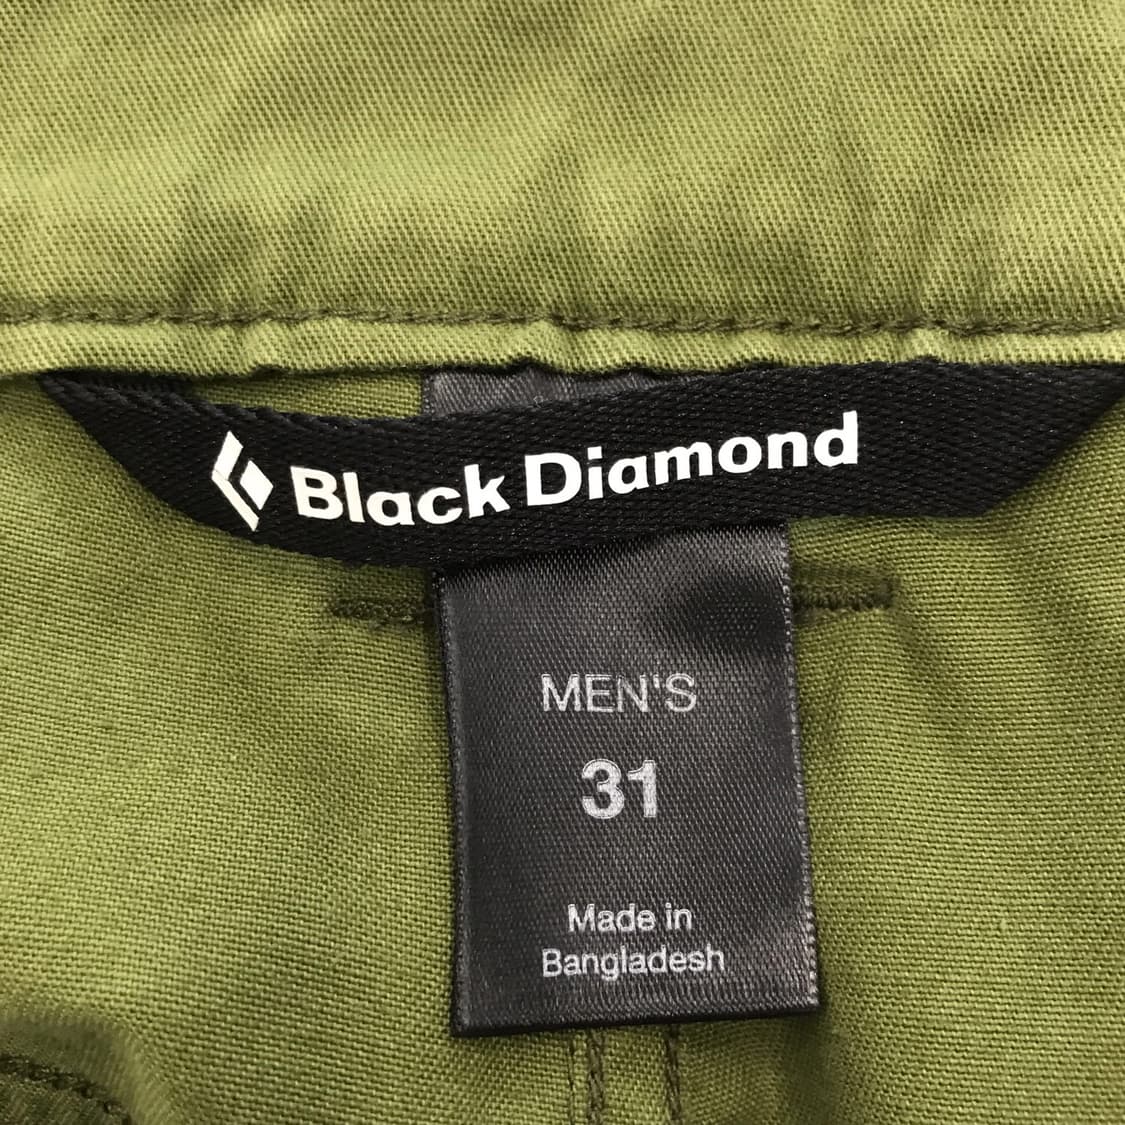 Black Diamond
MEN'S
31
Made in
Bangladesh